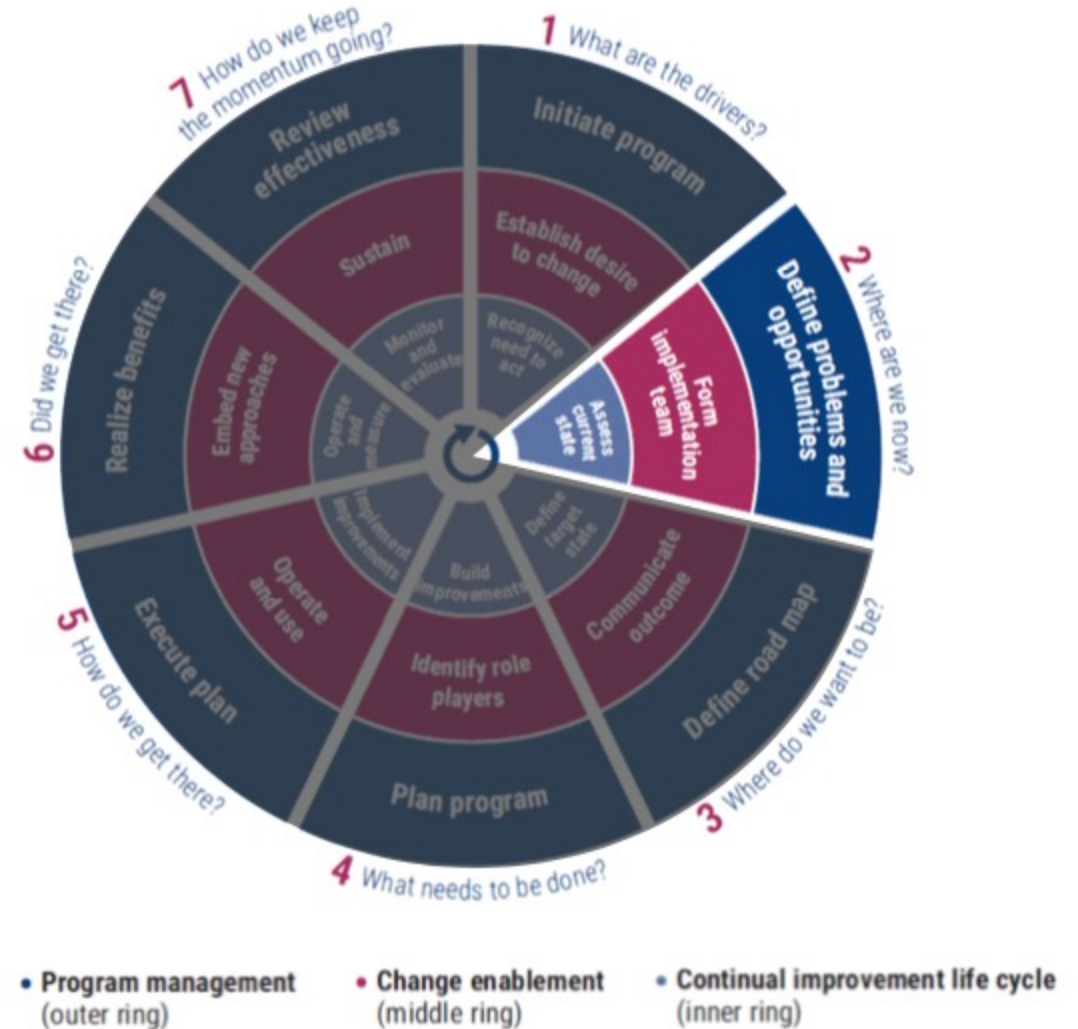 1 What are the drivers?
Initiate program
Establish desire
to change
Recognize
need to
act
2 Where are we now?
Define problems and
opportunities
Form
implementation
team
Assess
current
state
3 Where do we want to be?
Define road map
Communicate
outcome
Define
target
state
4 What needs to be done?
Plan program
Identify role
players
Build
improvements
5 How do we get there?
Execute plan
Operate
and use
Implement
improvements
6 Did we get there?
Realize benefits
Embed new
approaches
Operate
and
measure
7 How do we keep
the momentum going?
Review
effectiveness
Sustain
Monitor
and
evaluate
• Program management
(outer ring)
• Change enablement
(middle ring)
• Continual improvement life cycle
(inner ring)